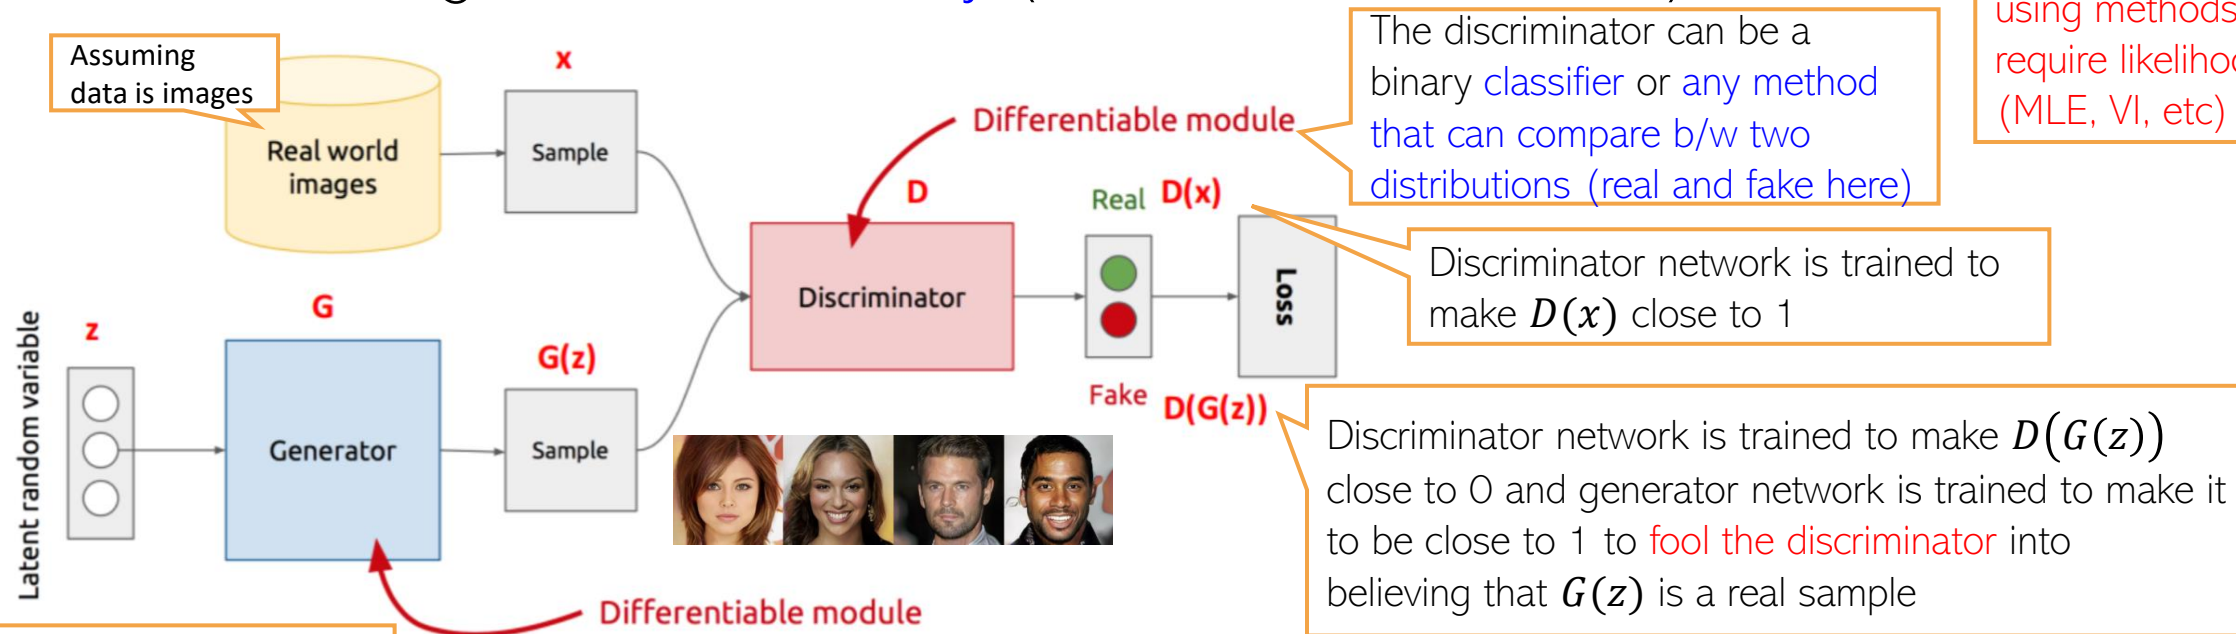 using methods
require likelihoo
(MLE, VI, etc)
The discriminator can be a
binary classifier or any method
that can compare b/w two
distributions (real and fake here)
Assuming
data is images
x
Real world
images
Sample
Differentiable module
D
Real D(x)
Discriminator
Loss
Discriminator network is trained to
make D(x) close to 1
Latent random variable
z
G
Generator
G(z)
Sample
Fake D(G(z))
Discriminator network is trained to make D(G(z))
close to 0 and generator network is trained to make it
to be close to 1 to fool the discriminator into
believing that G(z) is a real sample
Differentiable module